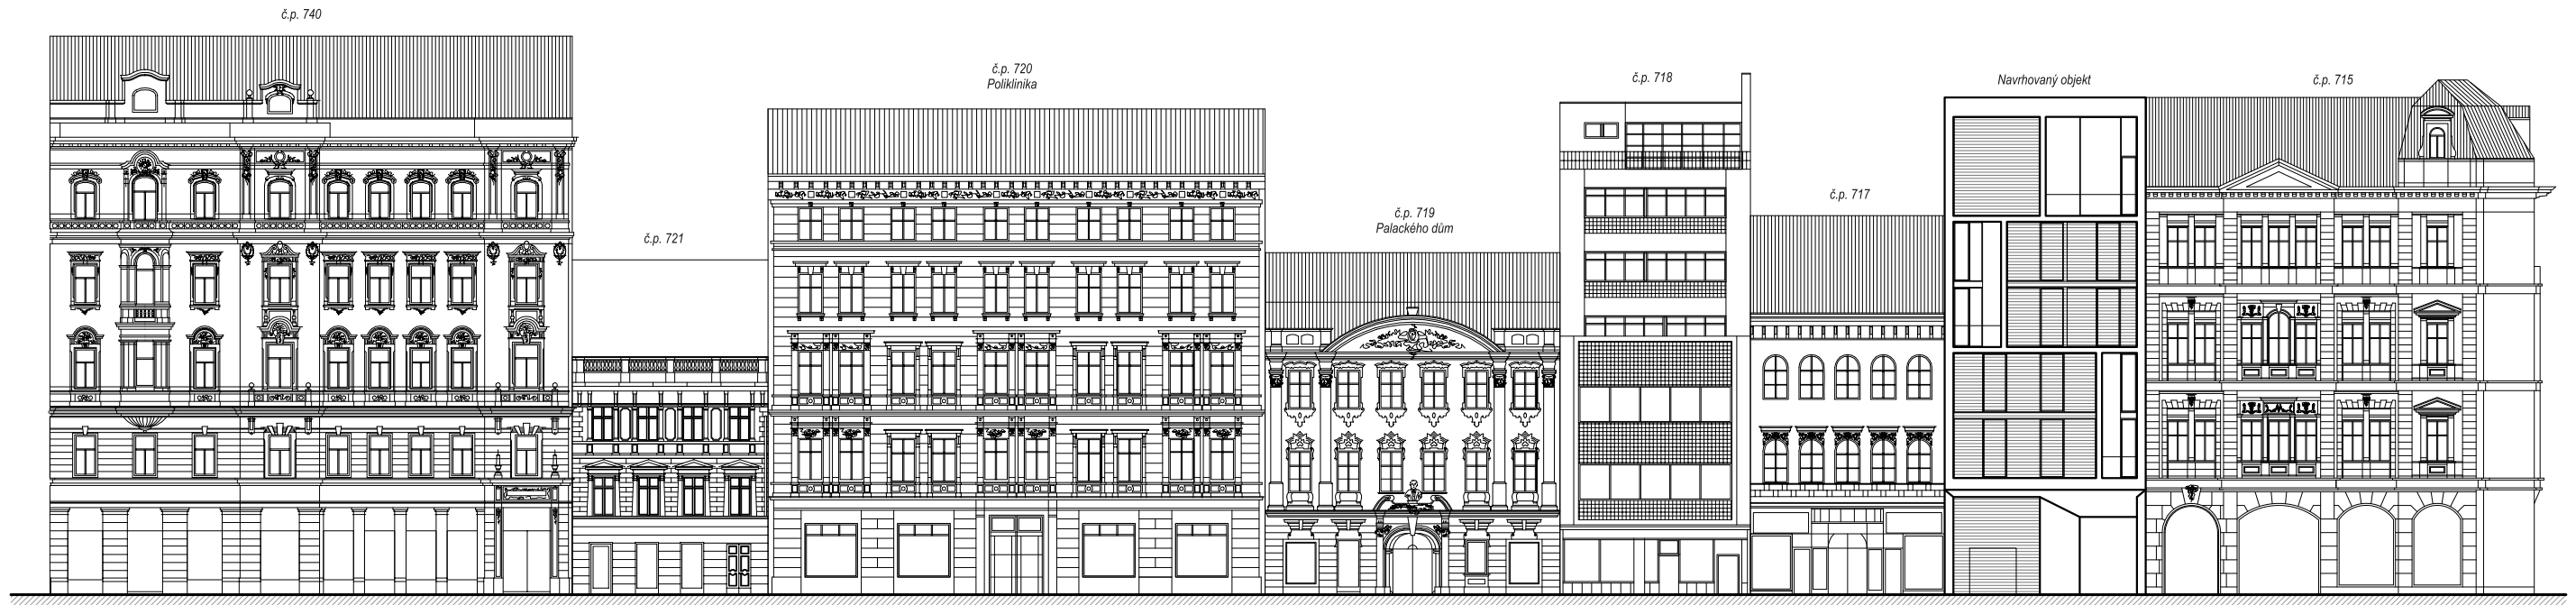 č.p. 740
č.p. 721
č.p. 720
Poliklinika
č.p. 719
Palackého dům
č.p. 718
č.p. 717
Navrhovaný objekt
č.p. 715